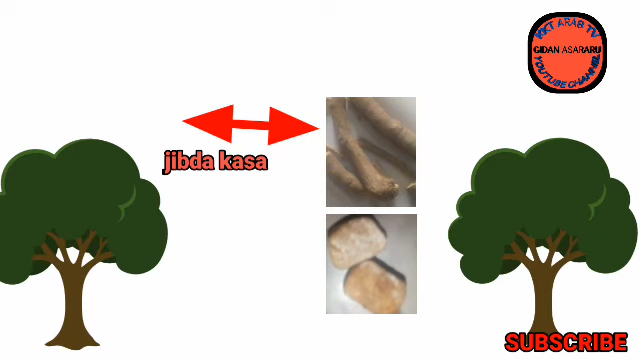 KKT ARAB TV
GIDAN ASARARU
YOUTUBE CHANNEL
jibda kasa
SUBSCRIBE